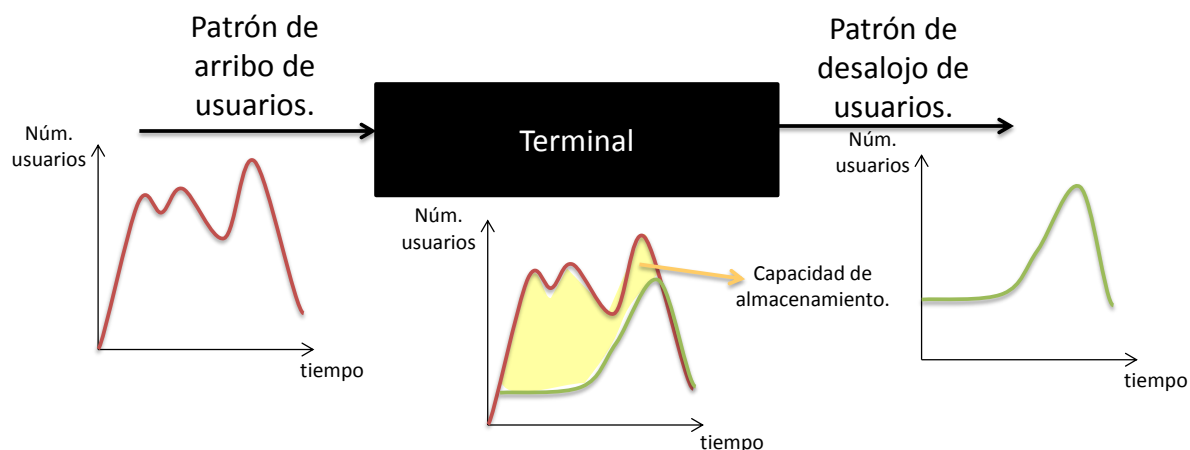 Patrón de
arribo de
usuarios.
Núm.
usuarios
tiempo
Terminal
Núm.
usuarios
Capacidad de
almacenamiento.
tiempo
Patrón de
desalojo de
usuarios.
Núm.
usuarios
tiempo